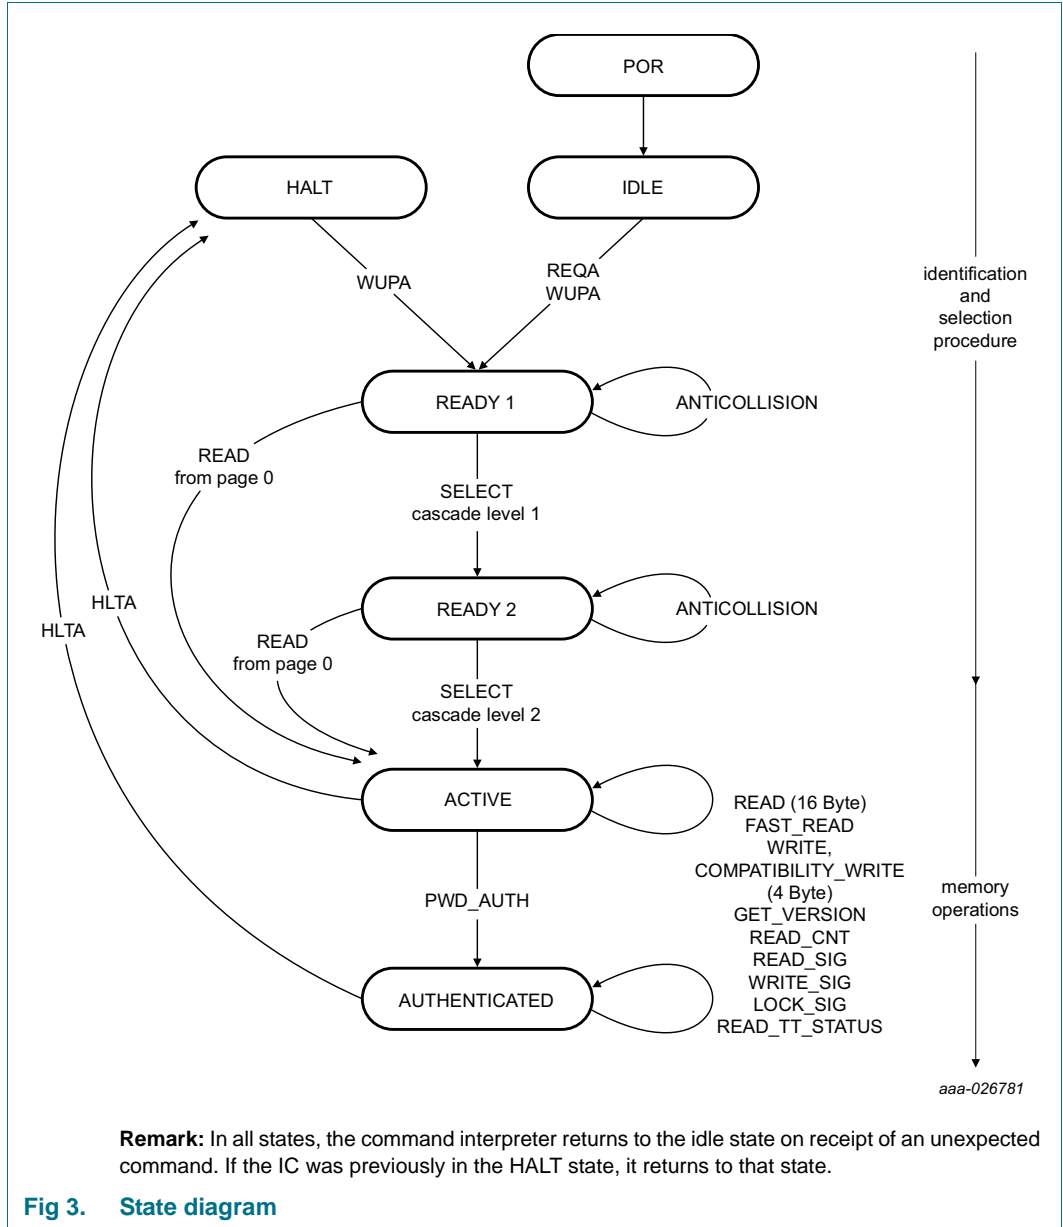 POR
HALT
IDLE
WUPA
REQA
WUPA
identification
and
selection
procedure
READY 1
ANTICOLLISION
READ
from page 0
SELECT
cascade level 1
READY 2
ANTICOLLISION
HLTA
HLTA
READ
from page 0
SELECT
cascade level 2
ACTIVE
READ (16 Byte)
FAST_READ
WRITE,
COMPATIBILITY_WRITE
(4 Byte)
GET_VERSION
READ_CNT
READ_SIG
WRITE_SIG
LOCK_SIG
READ_TT_STATUS
memory
operations
PWD_AUTH
AUTHENTICATED
aaa-026781
Remark: In all states, the command interpreter returns to the idle state on receipt of an unexpected
command. If the IC was previously in the HALT state, it returns to that state.
Fig 3. State diagram